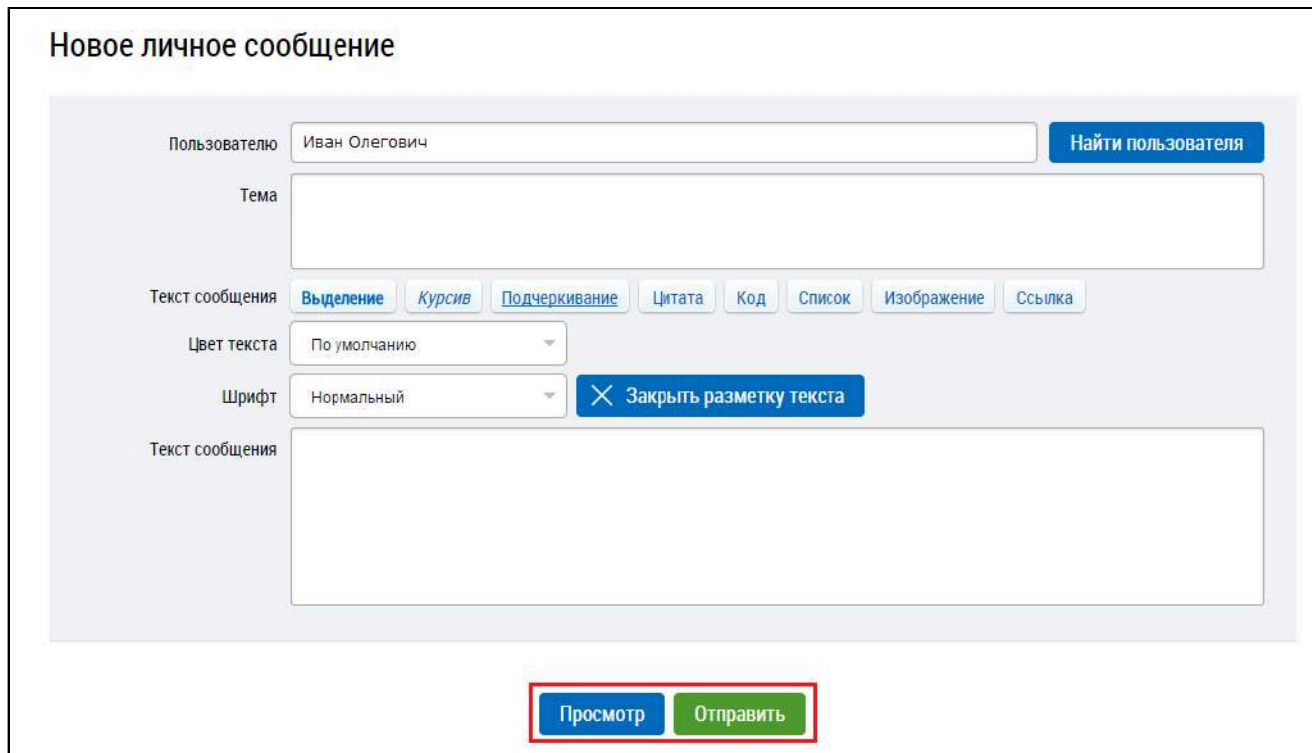 Новое личное сообщение
Пользователю Иван Олегович Найти пользователя
Тема
Текст сообщения Выделение Курсив Подчеркивание Цитата Код Список Изображение Ссылка
Цвет текста По умолчанию
Шрифт Нормальный Закрыть разметку текста
Текст сообщения
Просмотр Отправить